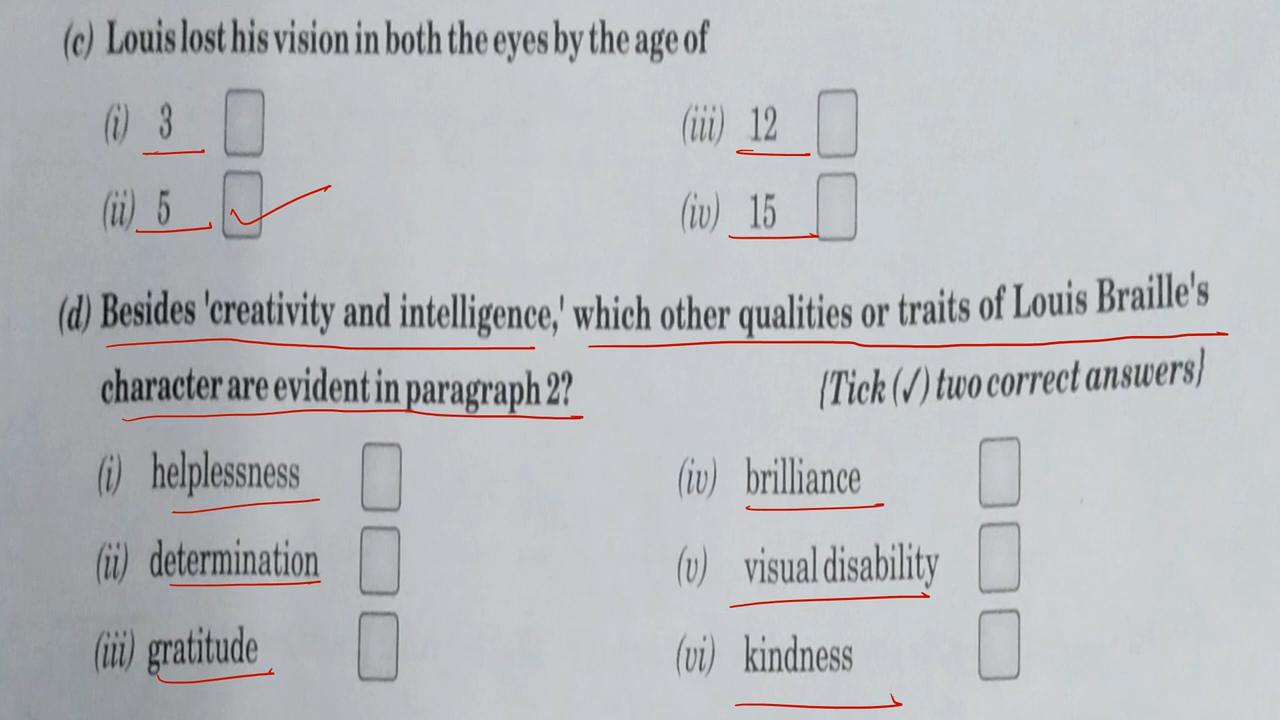 (c) Louis lost his vision in both the eyes by the age of
(i) 3 (iii) 12
(ii) 5 ✓ (iv) 15
(d) Besides 'creativity and intelligence,' which other qualities or traits of Louis Braille's
character are evident in paragraph 2? {Tick (✓) two correct answers}
(i) helplessness (iv) brilliance
(ii) determination (v) visual disability
(iii) gratitude (vi) kindness